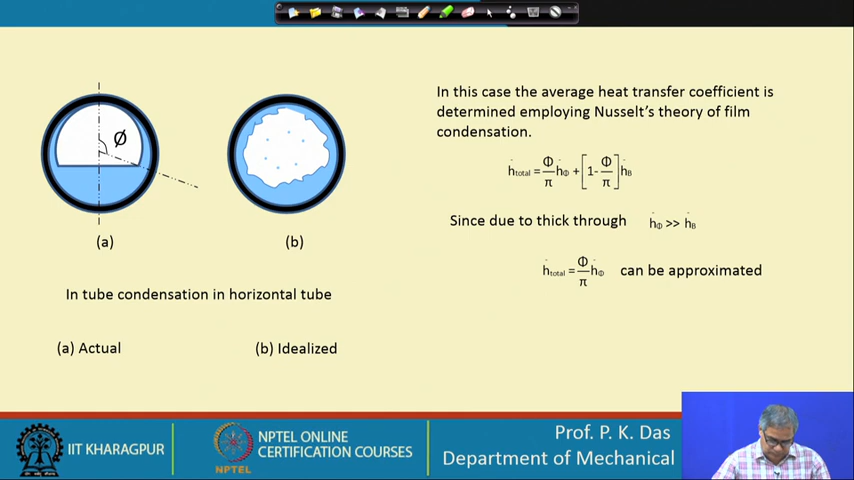 In this case the average heat transfer coefficient is
determined employing Nusselt's theory of film
condensation.
h̄total = Φ/π h̄Φ + [1- Φ/π] h̄B
Since due to thick through h̄Φ >> h̄B
h̄total = Φ/π h̄Φ can be approximated
Ø
(a) (b)
In tube condensation in horizontal tube
(a) Actual (b) Idealized
IIT KHARAGPUR
NPTEL
NPTEL ONLINE
CERTIFICATION COURSES
Prof. P. K. Das
Department of Mechanical